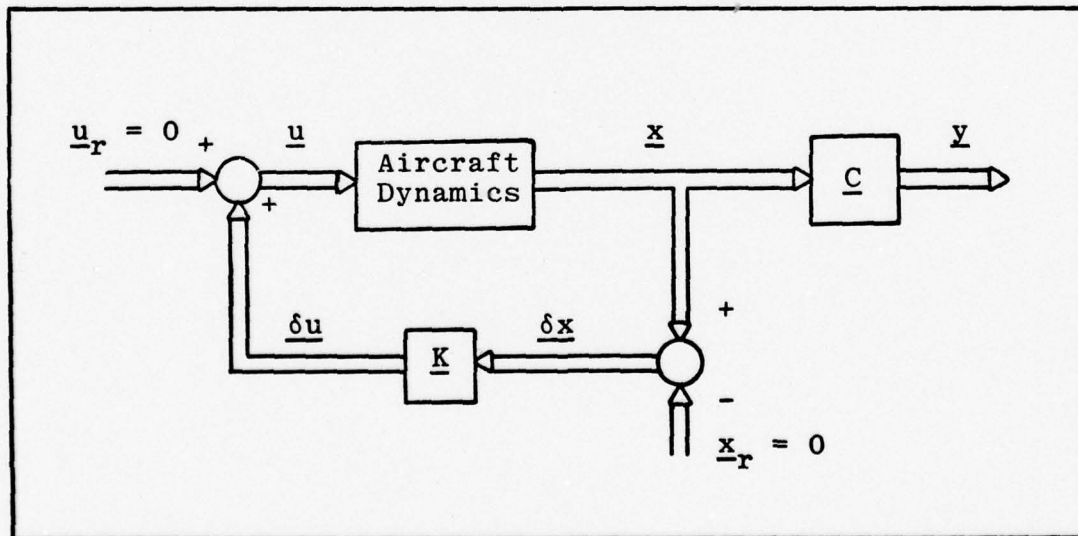 u_r = 0
+
u
+
Aircraft
Dynamics
x
C
y
δu
K
δx
+
-
x_r = 0